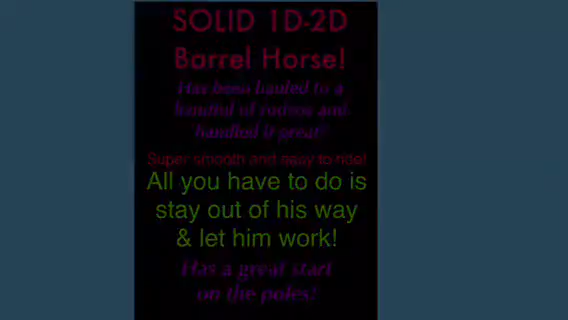 SOLID 1D-2D
Barrel Horse!
Has been hauled to a
handful of rodeos and
handled it great!
Super smooth and easy to ride!
All you have to do is
stay out of his way
& let him work!
Has a great start
on the poles!